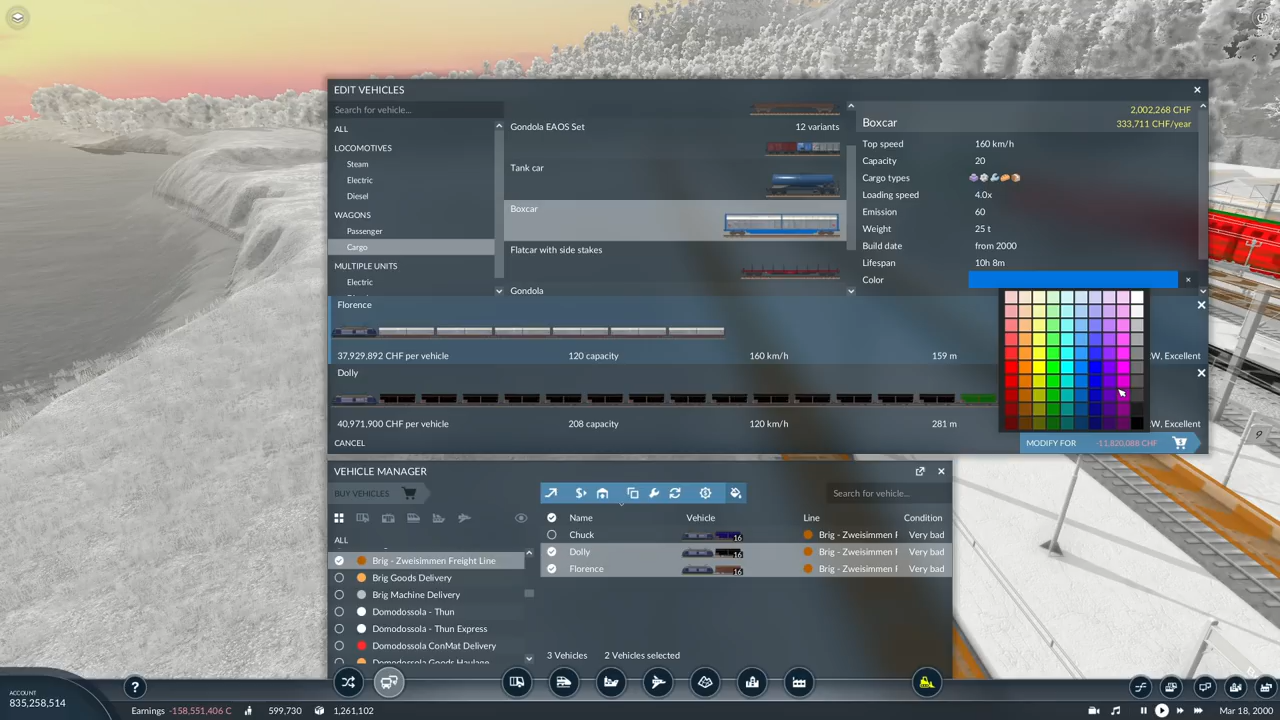 EDIT VEHICLES
Search for vehicle...
ALL
LOCOMOTIVES
Steam
Electric
Diesel
WAGONS
Passenger
Cargo
MULTIPLE UNITS
Electric
Gondola EAOS Set 12 variants
Tank car
Boxcar
Flatcar with side stakes
Gondola
2,002,268 CHF
Boxcar
333,711 CHF/year
Top speed 160 km/h
Capacity 20
Cargo types
Loading speed 4.0x
Emission 60
Weight 25 t
Build date from 2000
Lifespan 10h 8m
Color
Florence
37,929,892 CHF per vehicle 120 capacity 160 km/h 159 m W, Excellent
Dolly
40,971,900 CHF per vehicle 208 capacity 120 km/h 281 m W, Excellent
CANCEL
MODIFY FOR -11,820,088 CHF
9
VEHICLE MANAGER
BUY VEHICLES
Search for vehicle...
ALL
Brig - Zweisimmen Freight Line
Brig Goods Delivery
Brig Machine Delivery
Domodossola - Thun
Domodossola - Thun Express
Domodossola ConMat Delivery
Domodossola Goods Haulage
Name Vehicle Line Condition
Chuck 16 Brig - Zweisimmen F Very bad
Dolly 16 Brig - Zweisimmen F Very bad
Florence 16 Brig - Zweisimmen F Very bad
3 Vehicles 2 Vehicles selected
?
ACCOUNT
835,258,514
Earnings -158,551,406 C 599,730 1,261,102
Mar 18, 2000